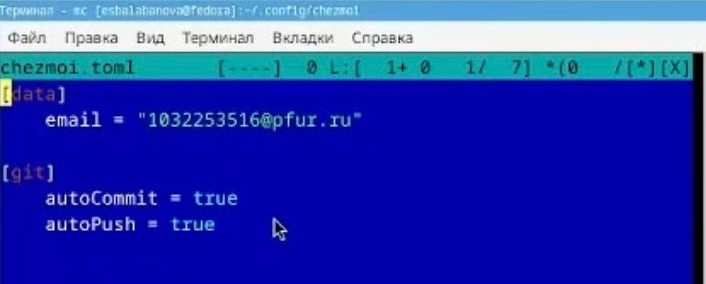 Терминал - mc [esbalabanova@fedora]:~/.config/chezmoi
Файл Правка Вид Терминал Вкладки Справка
chezmoi.toml [----] 0 L:[ 1+ 0 1/ 7] *(0 /[*][X]
[data]
email = "1032253516@pfur.ru"
[git]
autoCommit = true
autoPush = true